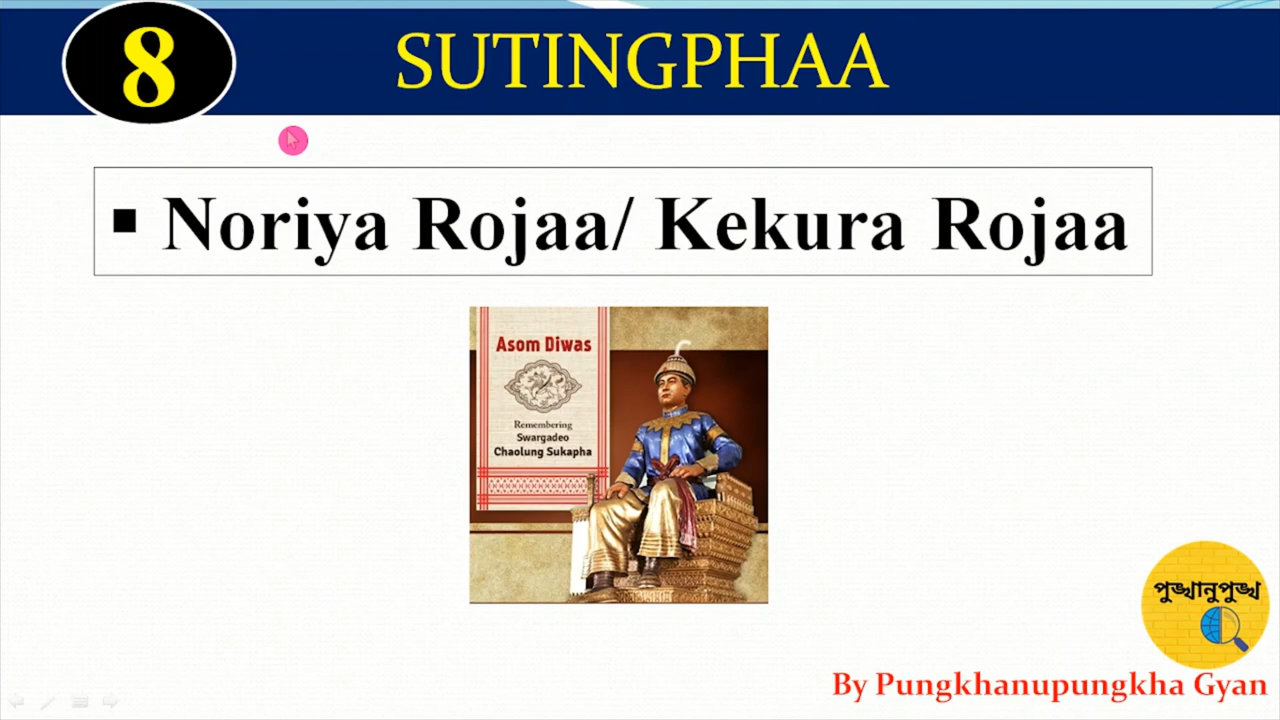 8
SUTINGPHAA
▪ Noriya Rojaa/ Kekura Rojaa
Asom Diwas
Remembering
Swargadeo
Chaolung Sukapha
পুঙ্খানুপুঙ্খ
By Pungkhanupungkha Gyan